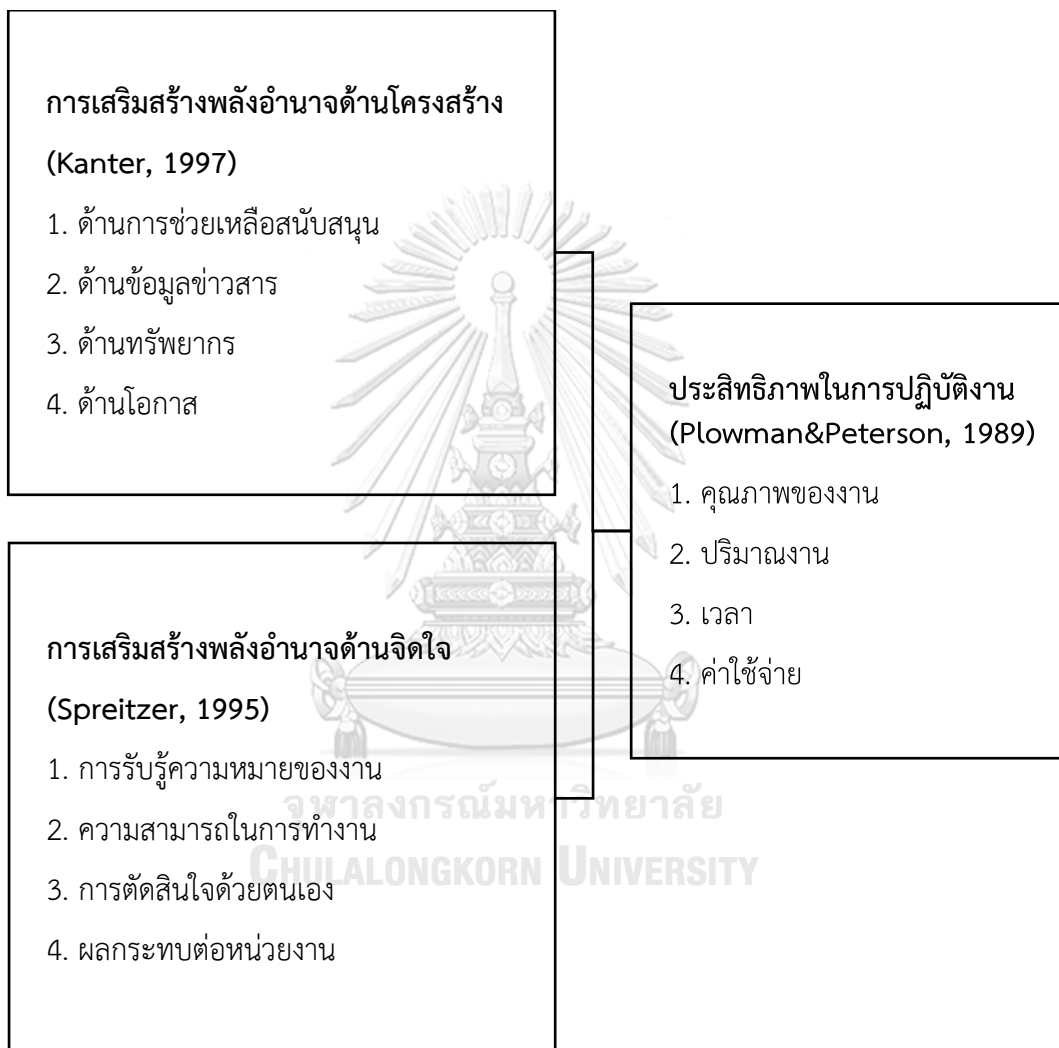 การเสริมสร้างพลังอำนาจด้านโครงสร้าง
(Kanter, 1997)
1. ด้านการช่วยเหลือสนับสนุน
2. ด้านข้อมูลข่าวสาร
3. ด้านทรัพยากร
4. ด้านโอกาส
ประสิทธิภาพในการปฏิบัติงาน
(Plowman&Peterson, 1989)
1. คุณภาพของงาน
2. ปริมาณงาน
3. เวลา
4. ค่าใช้จ่าย
การเสริมสร้างพลังอำนาจด้านจิตใจ
(Spreitzer, 1995)
1. การรับรู้ความหมายของงาน
2. ความสามารถในการทำงาน
3. การตัดสินใจด้วยตนเอง
4. ผลกระทบต่อหน่วยงาน
จุฬาลงกรณ์มหาวิทยาลัย
CHULALONGKORN UNIVERSITY